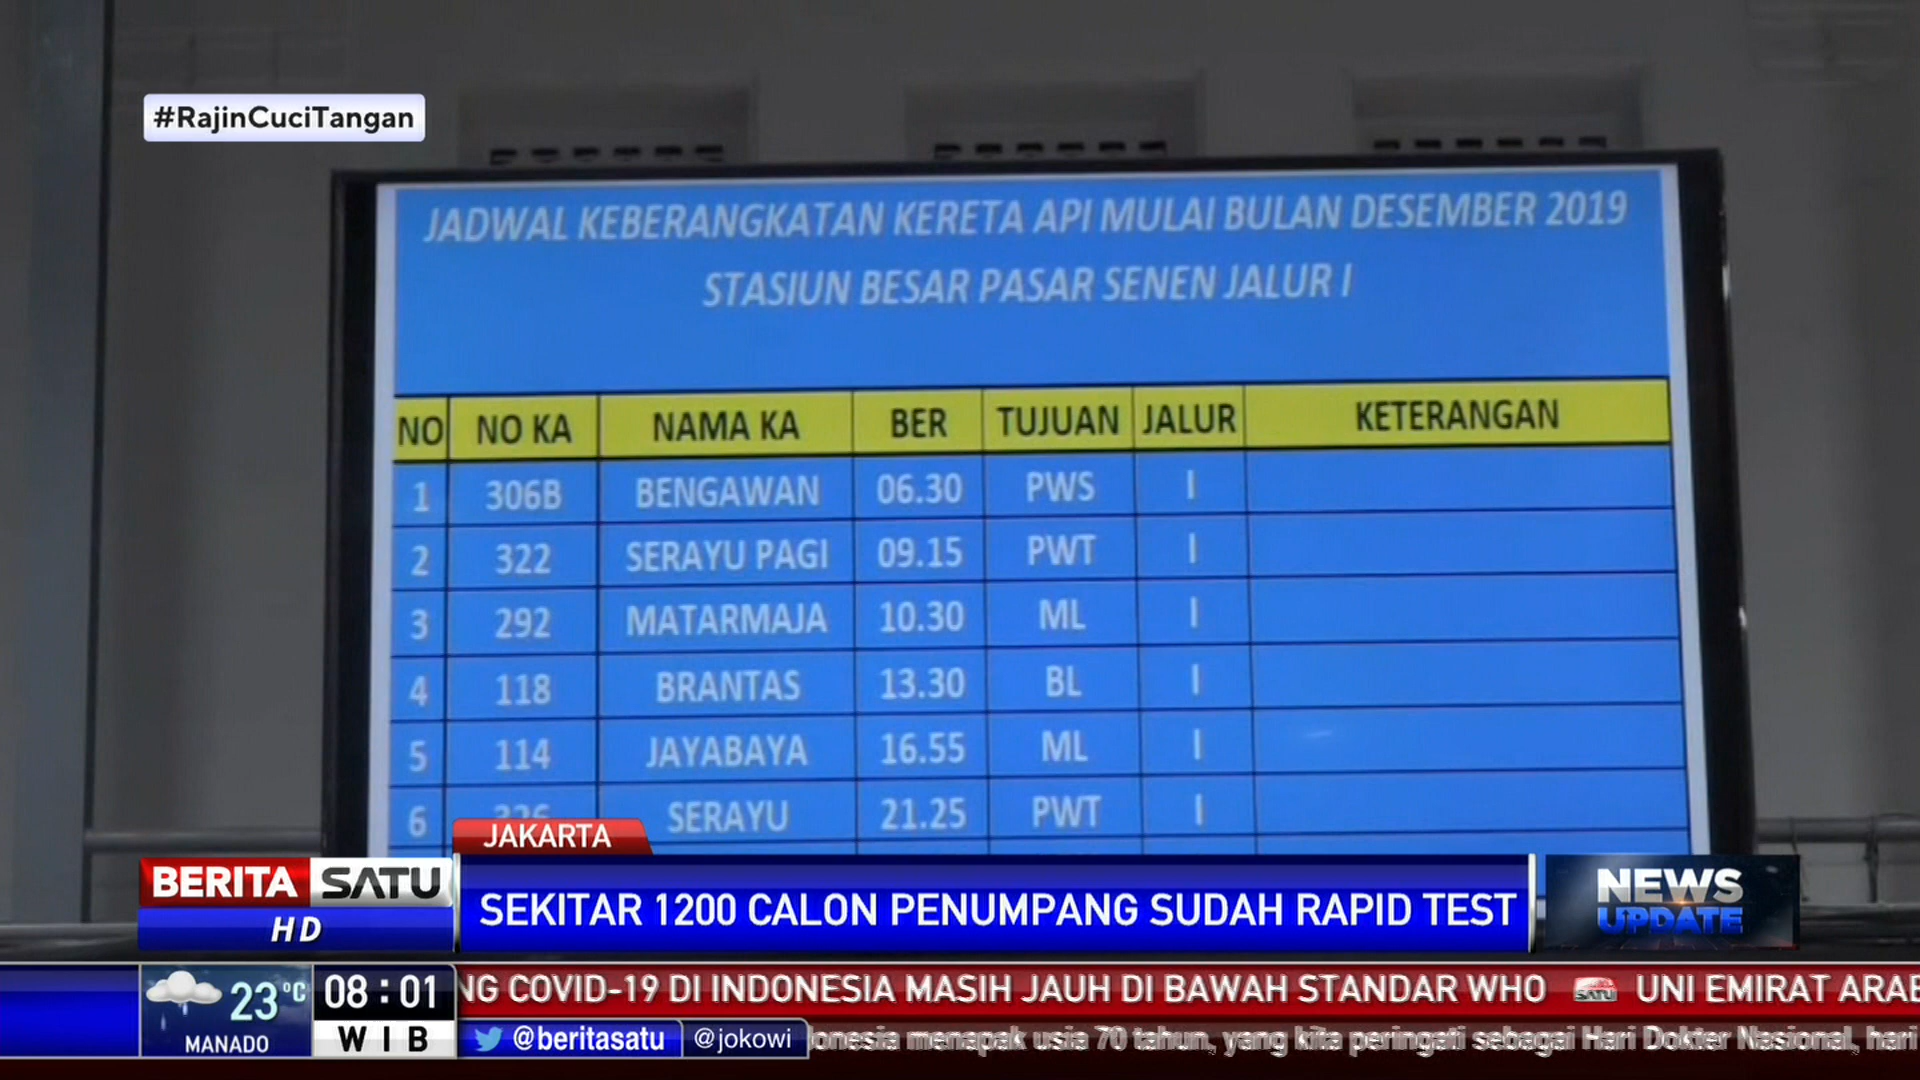 #RajinCuciTangan
JADWAL KEBERANGKATAN KERETA API MULAI BULAN DESEMBER 2019
STASIUN BESAR PASAR SENEN JALUR I
NO NO KA NAMA KA BER TUJUAN JALUR KETERANGAN
1 306B BENGAWAN 06.30 PWS I
2 322 SERAYU PAGI 09.15 PWT I
3 292 MATARMAJA 10.30 ML I
4 118 BRANTAS 13.30 BL I
5 114 JAYABAYA 16.55 ML I
6 SERAYU 21.25 PWT I
JAKARTA
BERITA SATU
HD
SEKITAR 1200 CALON PENUMPANG SUDAH RAPID TEST
NEWS
UPDATE
23°C
MANADO
08:01
WIB
NG COVID-19 DI INDONESIA MASIH JAUH DI BAWAH STANDAR WHO SATU UNI EMIRAT ARAB
@beritasatu @jokowi onesia menapak usia 70 tahun, yang kita peringati sebagai Hari Dokter Nasional, hari